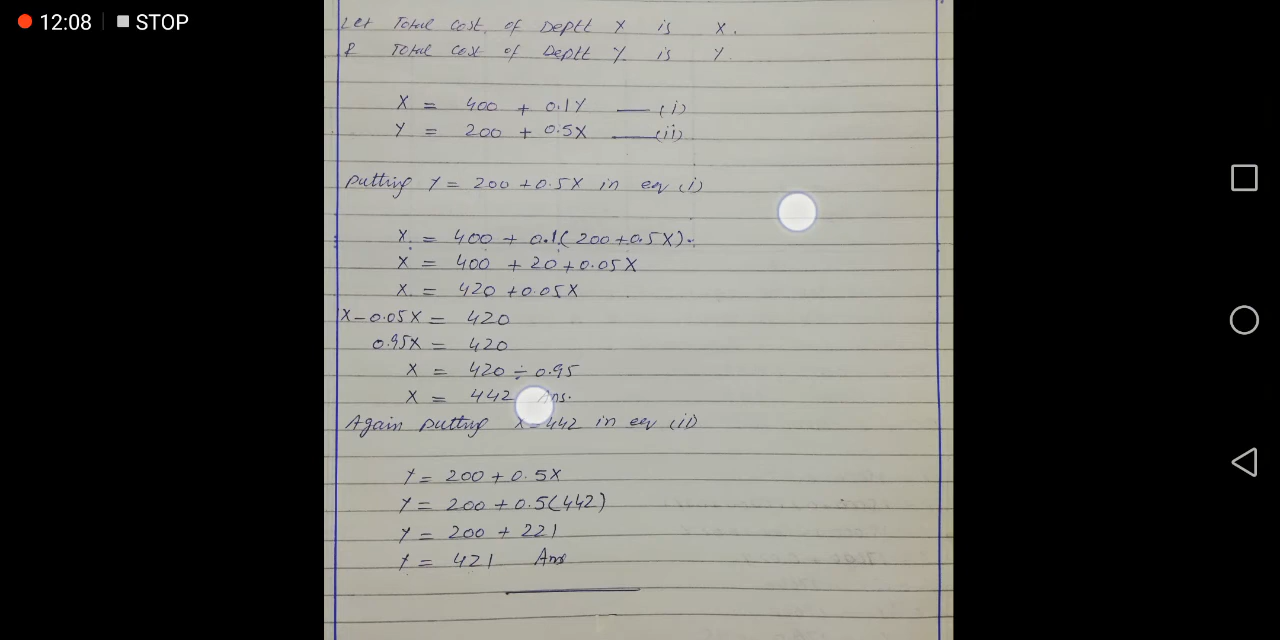 12:08 STOP
Let Total Cost of Deptt X is X.
& Total Cost of Deptt Y is Y
X = 400 + 0.1Y — (i)
Y = 200 + 0.5X — (ii)
putting Y = 200 + 0.5X in eq (i)
X = 400 + 0.1(200 + 0.5X).
X = 400 + 20 + 0.05X
X = 420 + 0.05X
X - 0.05X = 420
0.95X = 420
X = 420 ÷ 0.95
X = 442 Ans.
Again putting X = 442 in eq (ii)
Y = 200 + 0.5X
Y = 200 + 0.5(442)
Y = 200 + 221
Y = 421 Ans